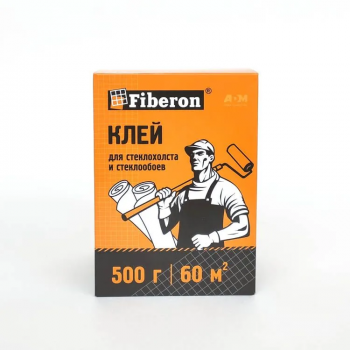 Fiberon®
КЛЕЙ
для стеклохолста
и стеклообоев
500 г | 60 м²